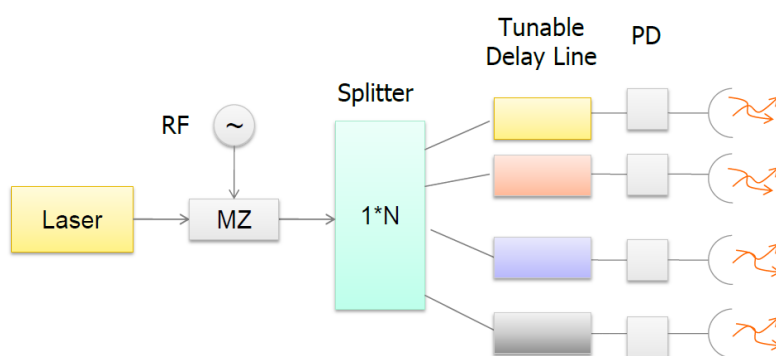 Tunable
Delay Line
PD
Splitter
RF
~
Laser
MZ
1*N